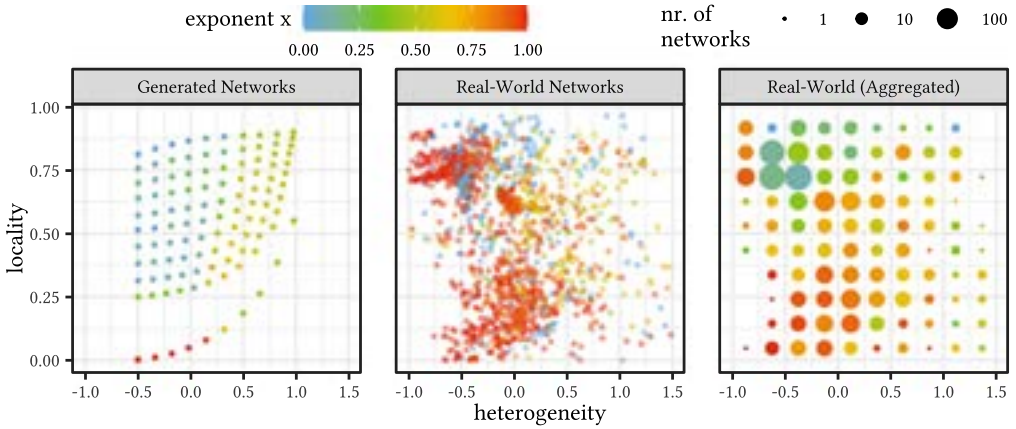 exponent x
0.00 0.25 0.50 0.75 1.00
nr. of
networks
1 10 100
Generated Networks Real-World Networks Real-World (Aggregated)
locality
1.00
0.75
0.50
0.25
0.00
-1.0 -0.5 0.0 0.5 1.0 1.5 -1.0 -0.5 0.0 0.5 1.0 1.5 -1.0 -0.5 0.0 0.5 1.0 1.5
heterogeneity